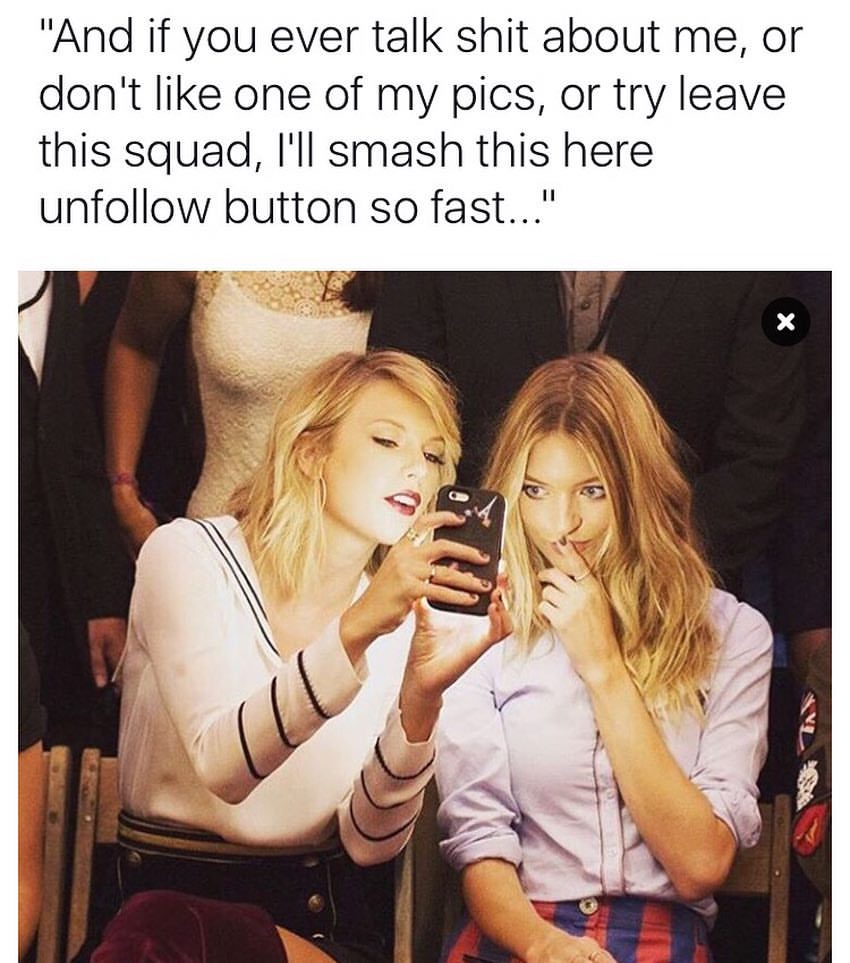 "And if you ever talk shit about me, or
don't like one of my pics, or try leave
this squad, I'll smash this here
unfollow button so fast..."